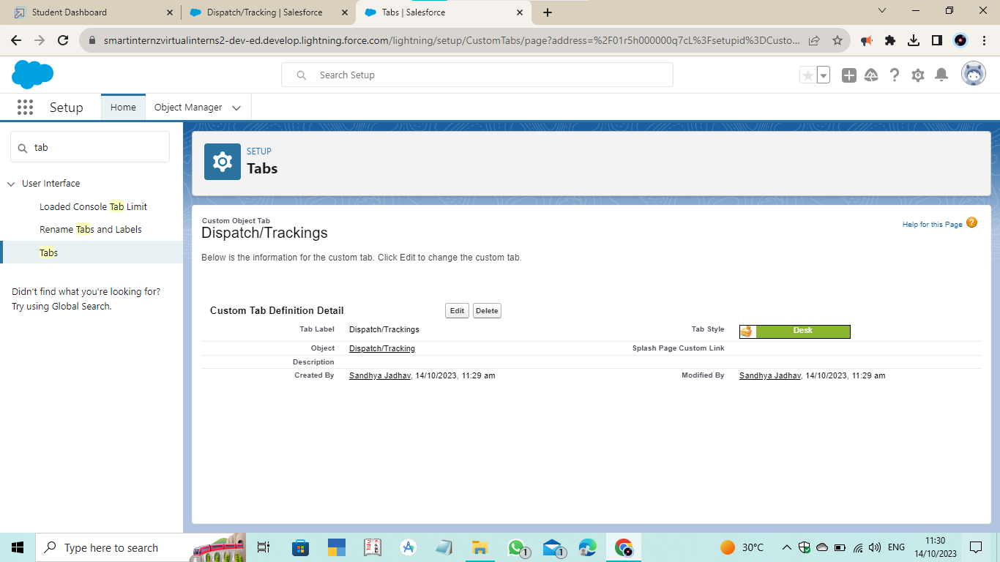 Student Dashboard
Dispatch/Tracking | Salesforce
Tabs | Salesforce
smartinternzvirtualinterns2-dev-ed.develop.lightning.force.com/lightning/setup/CustomTabs/page?address=%2F01r5h000000q7cL%3Fsetupid%3DCusto...
Search Setup
Setup
Home
Object Manager
tab
User Interface
Loaded Console Tab Limit
Rename Tabs and Labels
Tabs
Didn't find what you're looking for?
Try using Global Search.
SETUP
Tabs
Custom Object Tab
Dispatch/Trackings
Help for this Page ?
Below is the information for the custom tab. Click Edit to change the custom tab.
Custom Tab Definition Detail
Edit Delete
Tab Label Dispatch/Trackings Tab Style Desk
Object Dispatch/Tracking Splash Page Custom Link
Description
Created By Sandhya Jadhav, 14/10/2023, 11:29 am Modified By Sandhya Jadhav, 14/10/2023, 11:29 am
Type here to search
1
1
30°C
ENG
11:30
14/10/2023